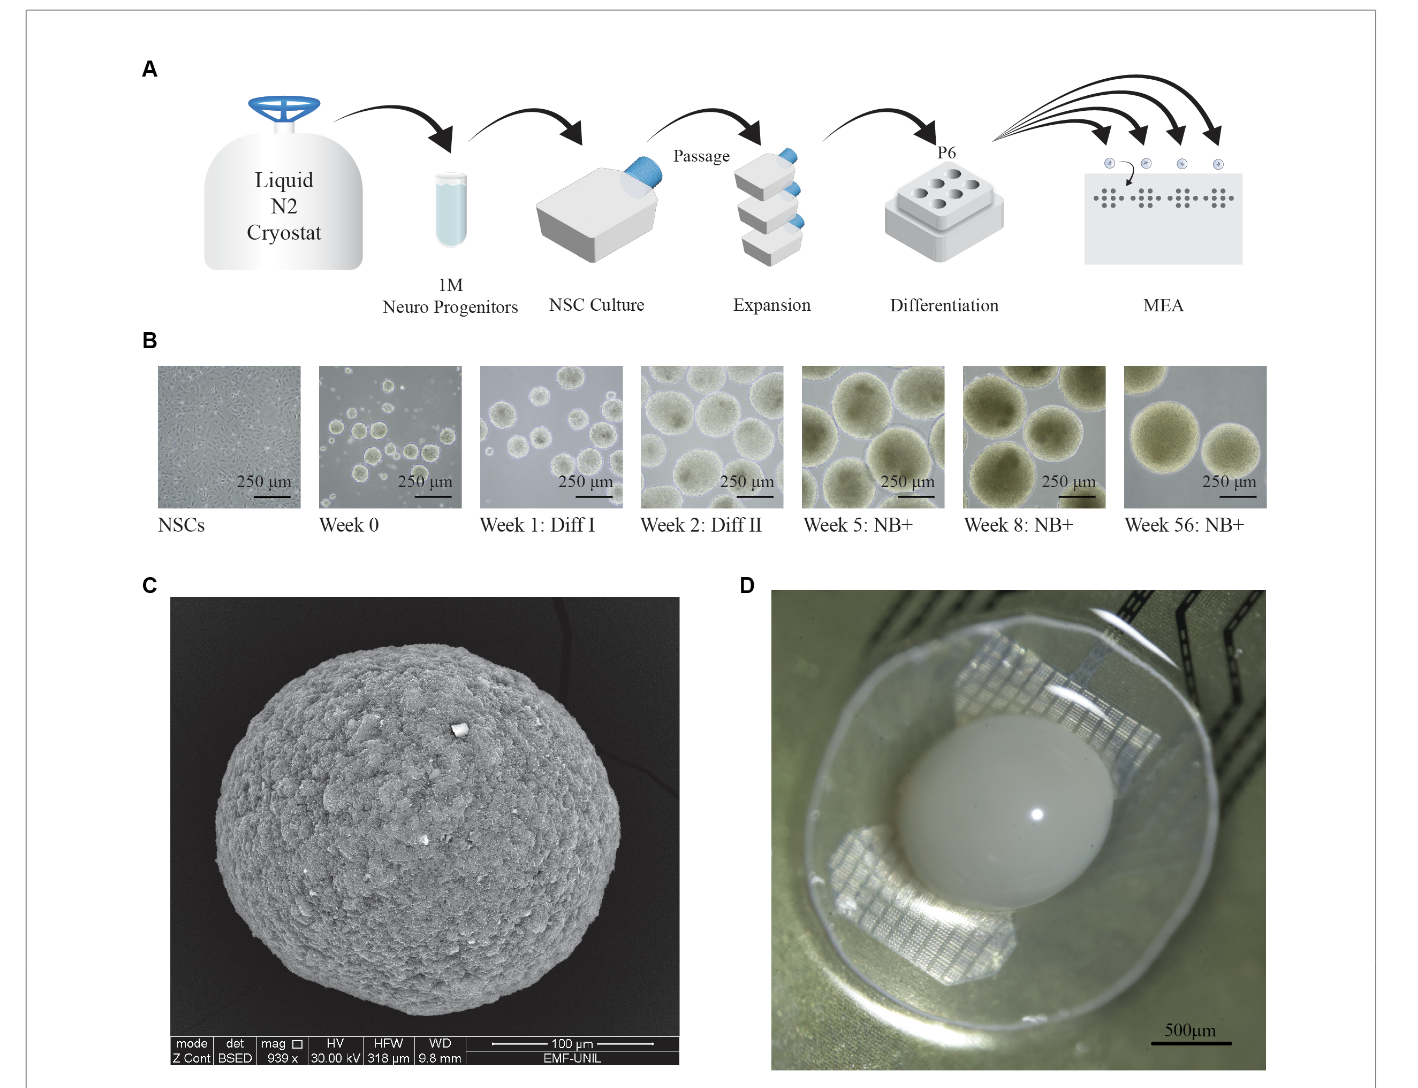 A
Liquid
N2
Cryostat
1M
Neuro Progenitors
NSC Culture
Passage
Expansion
P6
Differentiation
MEA
B
250 µm
250 µm
250 µm
250 µm
250 µm
250 µm
250 µm
NSCs
Week 0
Week 1: Diff I
Week 2: Diff II
Week 5: NB+
Week 8: NB+
Week 56: NB+
C
mode det mag HV HFW WD 100 µm
Z Cont BSED 939 x 30.00 kV 318 µm 9.8 mm EMF-UNIL
D
500µm